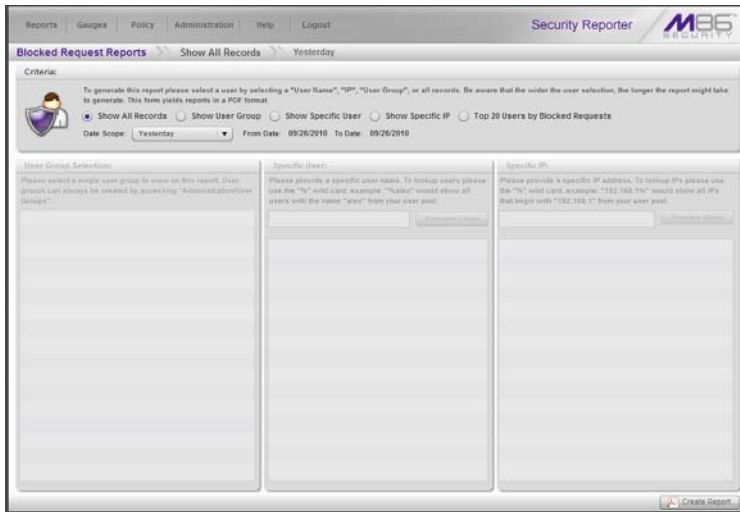 Reports Gauges Policy Administration Help Logout
Security Reporter
M86 SECURITY
Blocked Request Reports Show All Records Yesterday
Criteria:
To generate this report please select a user by selecting a "User Name", "IP", "User Group", or all records. Be aware that the wider the user selection, the longer the report might take
to generate. This form yields reports in a PDF format.
Show All Records Show User Group Show Specific User Show Specific IP Top 20 Users by Blocked Requests
Date Scope: Yesterday From Date: 09/26/2010 To Date: 09/26/2010
User Group Selection:
Please select a single user group to view on this report. User
groups can always be created by accessing "Administration/User
Groups"
Specific User:
Please provide a specific user name. To lookup users please
use the "%" wild card, example: "%alex" would show all
users with the name "alex" from your user pool.
Specific IP:
Please provide a specific IP address. To lookup IPs please use
the "%" wild card, example: "192.168.1%" would show all IPs
that begin with "192.168.1" from your user pool.
Create Report